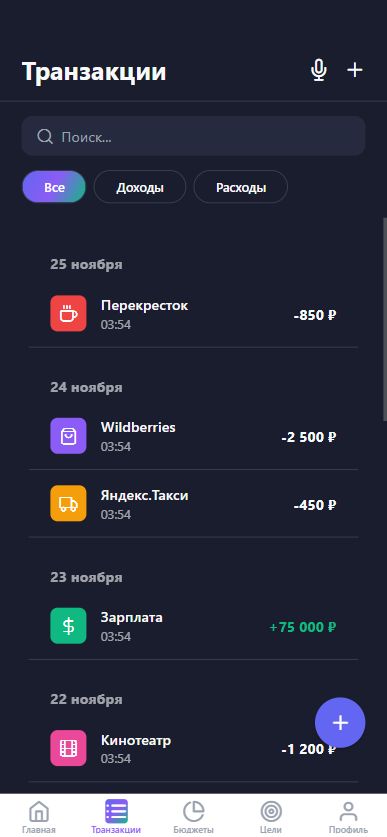 Транзакции
Поиск...
Все Доходы Расходы
25 ноября
Перекресток
-850 ₽
03:54
24 ноября
Wildberries
-2 500 ₽
03:54
Яндекс.Такси
-450 ₽
03:54
23 ноября
Зарплата
+75 000 ₽
03:54
22 ноября
Кинотеатр
-1 200 ₽
03:54
Главная Транзакции Бюджеты Цели Профиль